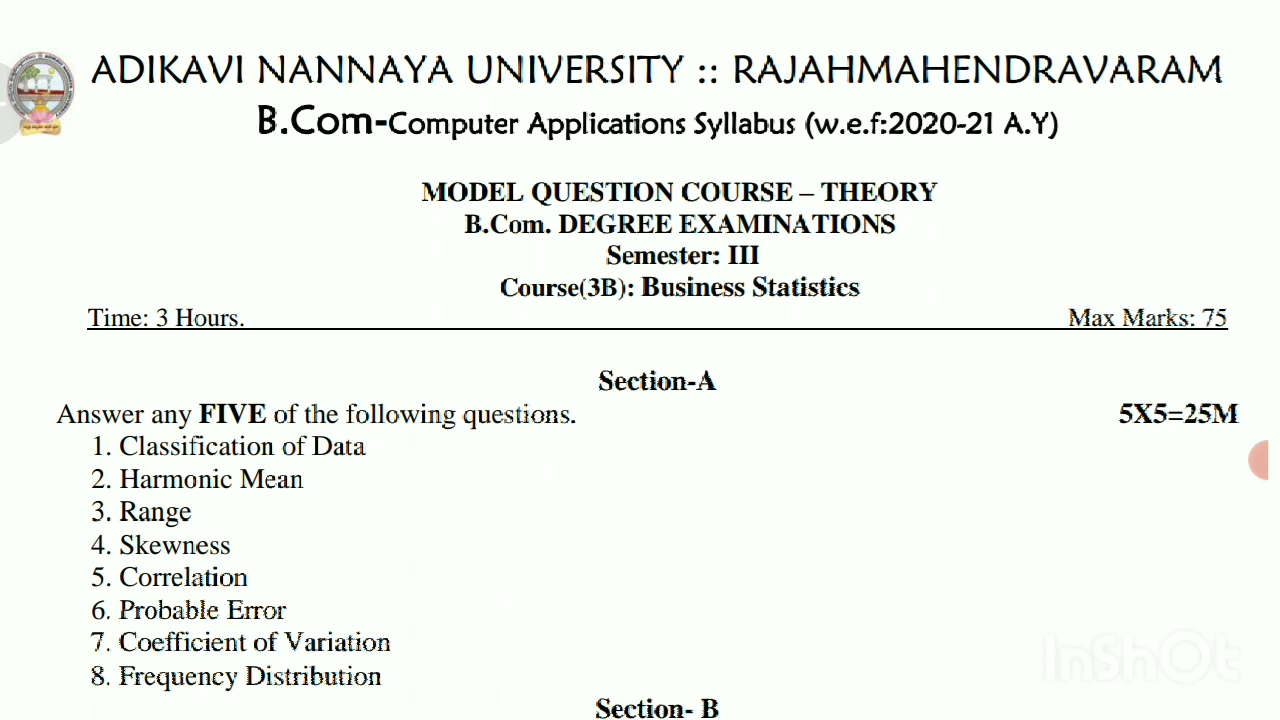 ADIKAVI NANNAYA UNIVERSITY :: RAJAHMAHENDRAVARAM
B.Com-Computer Applications Syllabus (w.e.f:2020-21 A.Y)
MODEL QUESTION COURSE – THEORY
B.Com. DEGREE EXAMINATIONS
Semester: III
Course(3B): Business Statistics
Time: 3 Hours. Max Marks: 75
Section-A
Answer any FIVE of the following questions. 5X5=25M
1. Classification of Data
2. Harmonic Mean
3. Range
4. Skewness
5. Correlation
6. Probable Error
7. Coefficient of Variation
8. Frequency Distribution
InShOt
Section- B